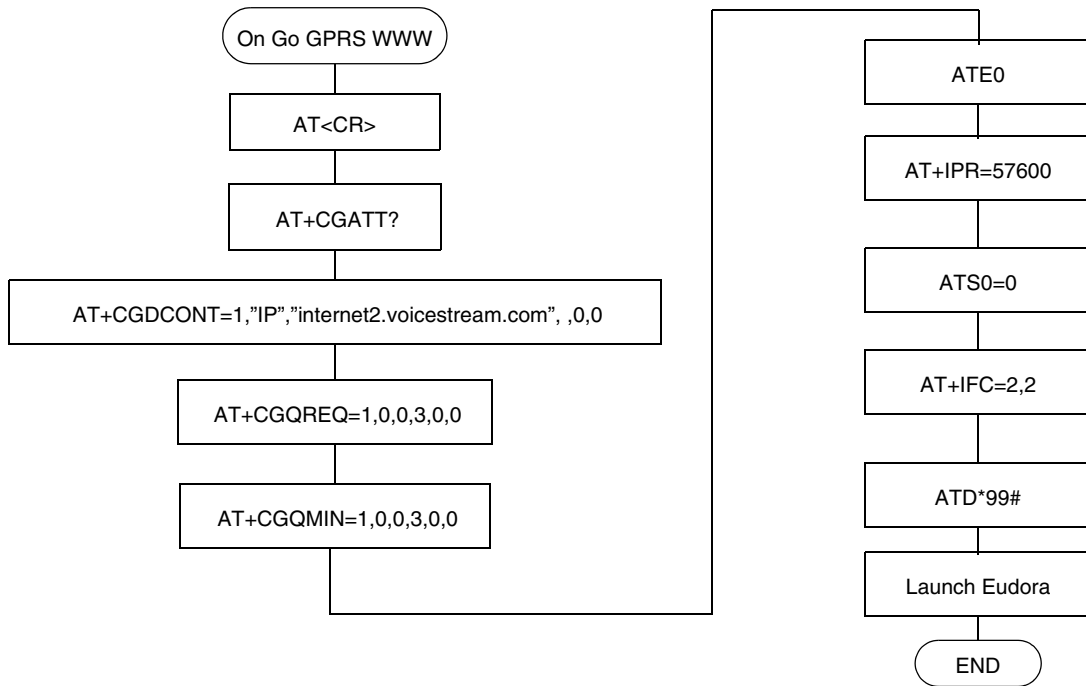 On Go GPRS WWW
AT<CR>
AT+CGATT?
AT+CGDCONT=1,”IP”,”internet2.voicestream.com”, ,0,0
AT+CGQREQ=1,0,0,3,0,0
AT+CGQMIN=1,0,0,3,0,0
ATE0
AT+IPR=57600
ATS0=0
AT+IFC=2,2
ATD*99#
Launch Eudora
END